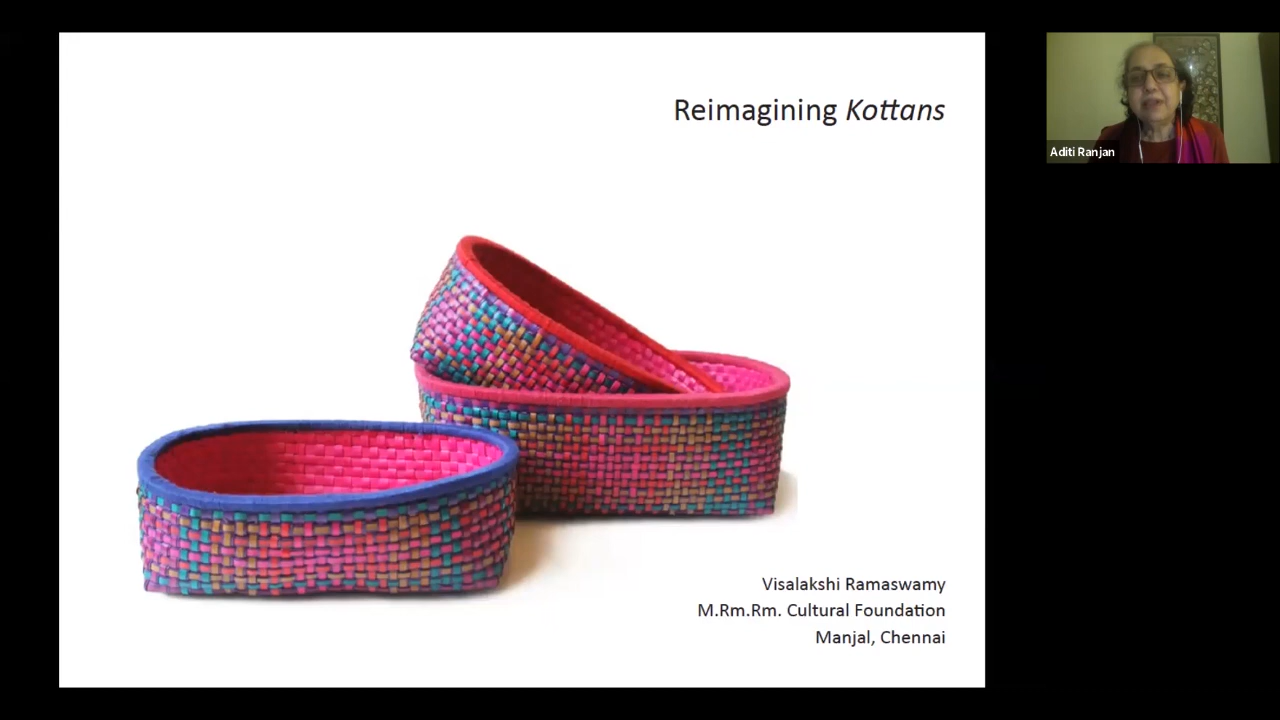 Reimagining Kottans
Aditi Ranjan
Visalakshi Ramaswamy
M.Rm.Rm. Cultural Foundation
Manjal, Chennai